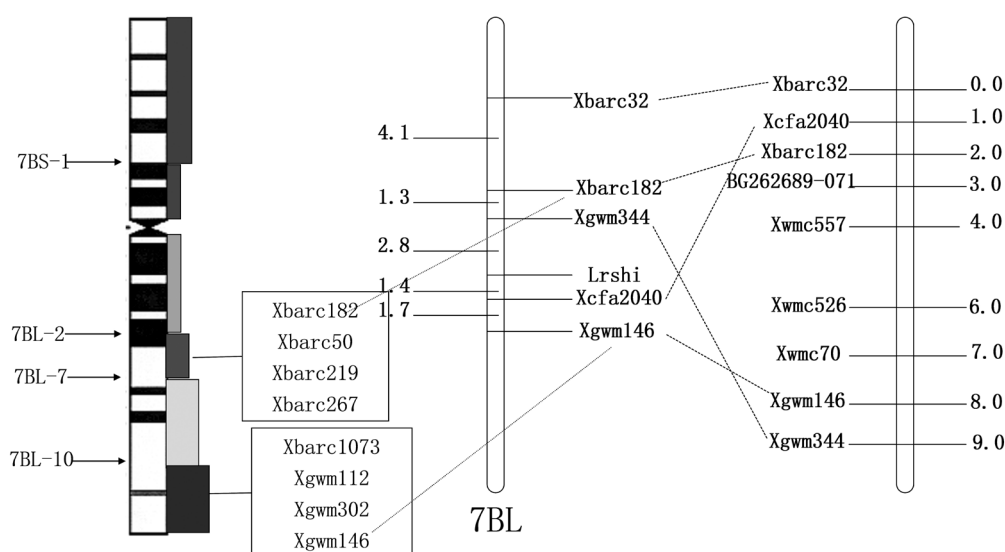 7BS-1
7BL-2
7BL-7
7BL-10
Xbarc182
Xbarc50
Xbarc219
Xbarc267
Xbarc1073
Xgwm112
Xgwm302
Xgwm146
4.1
1.3
2.8
1.4
1.7
Xbarc32
Xbarc182
Xgwm344
Lrshi
Xcfa2040
Xgwm146
7BL
Xbarc32 0.0
Xcfa2040 1.0
Xbarc182 2.0
BG262689-071 3.0
Xwmc557 4.0
Xwmc526 6.0
Xwmc70 7.0
Xgwm146 8.0
Xgwm344 9.0